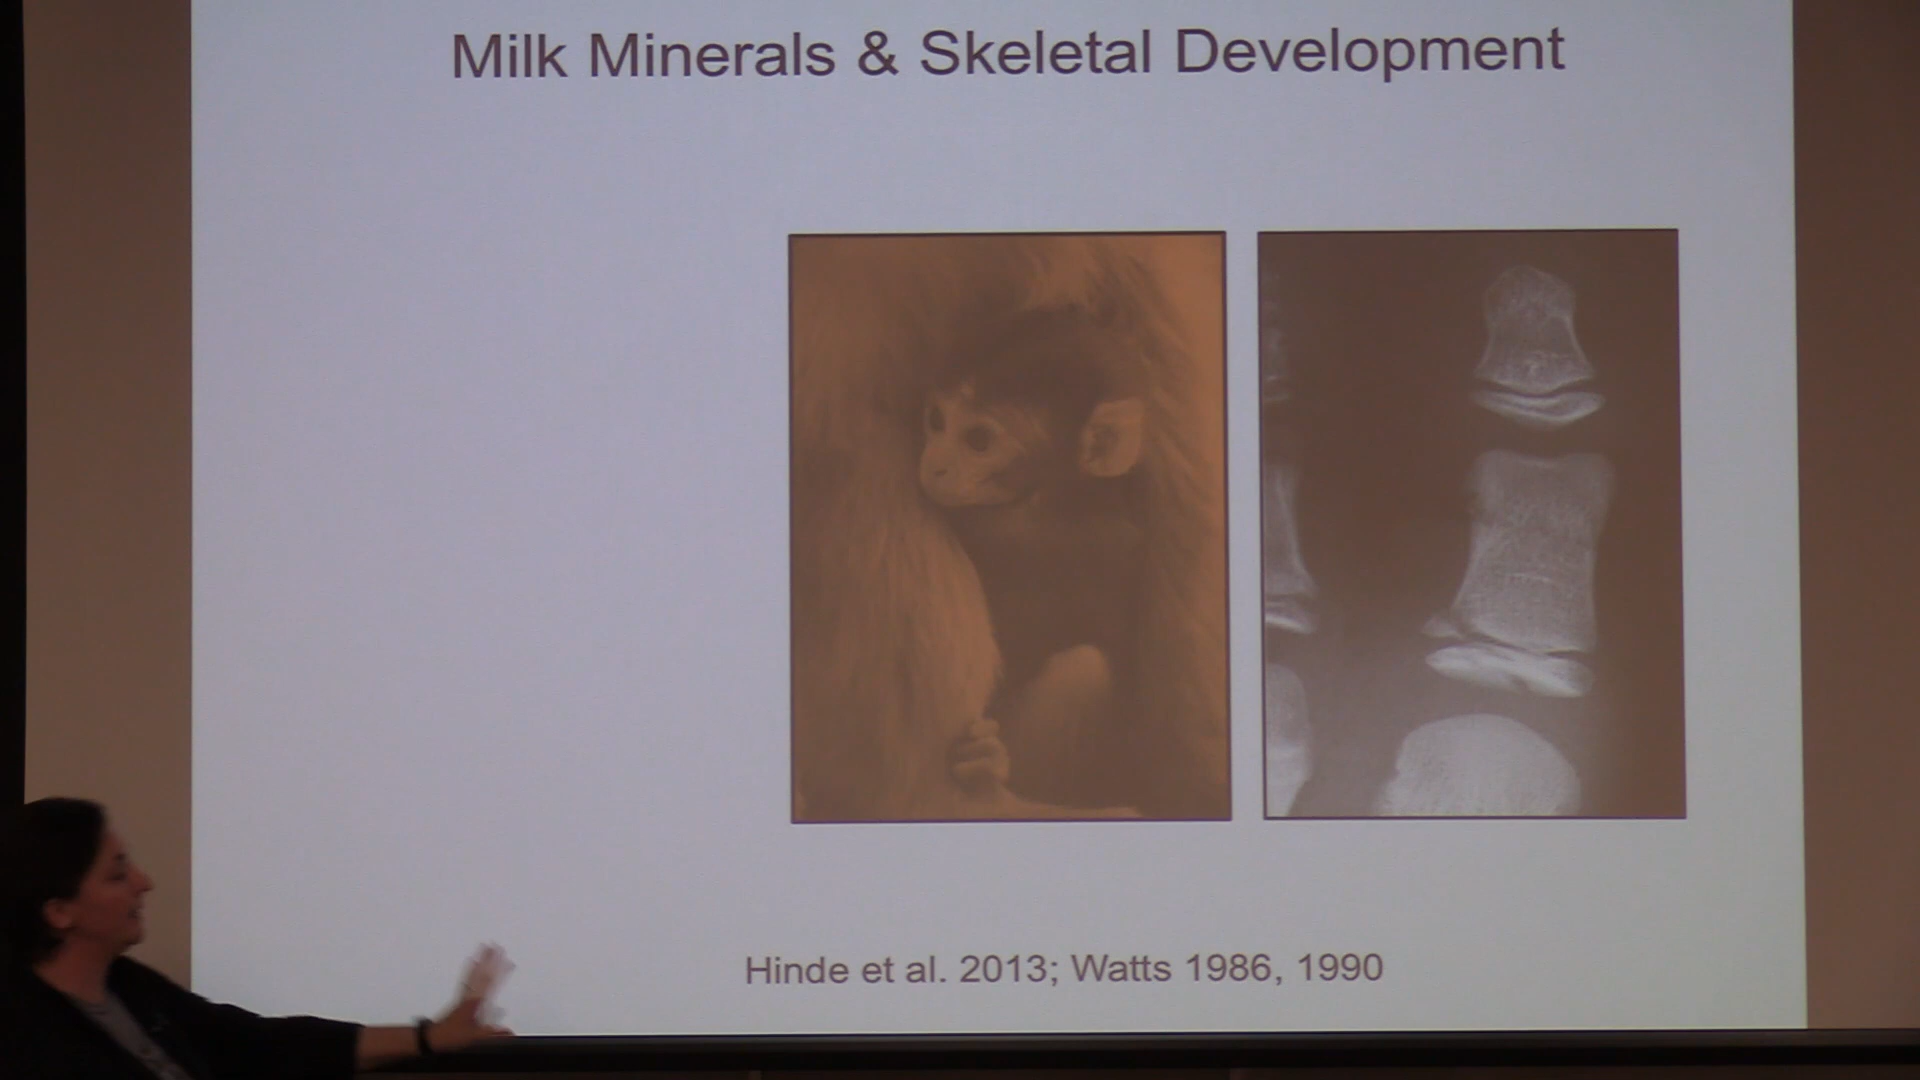 Milk Minerals & Skeletal Development
Hinde et al. 2013; Watts 1986, 1990